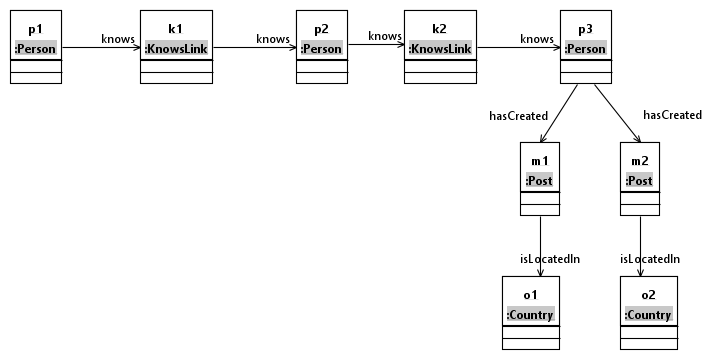 p1
:Person
knows
k1
:KnowsLink
knows
p2
:Person
knows
k2
:KnowsLink
knows
p3
:Person
hasCreated
hasCreated
m1
:Post
m2
:Post
isLocatedIn
isLocatedIn
o1
:Country
o2
:Country